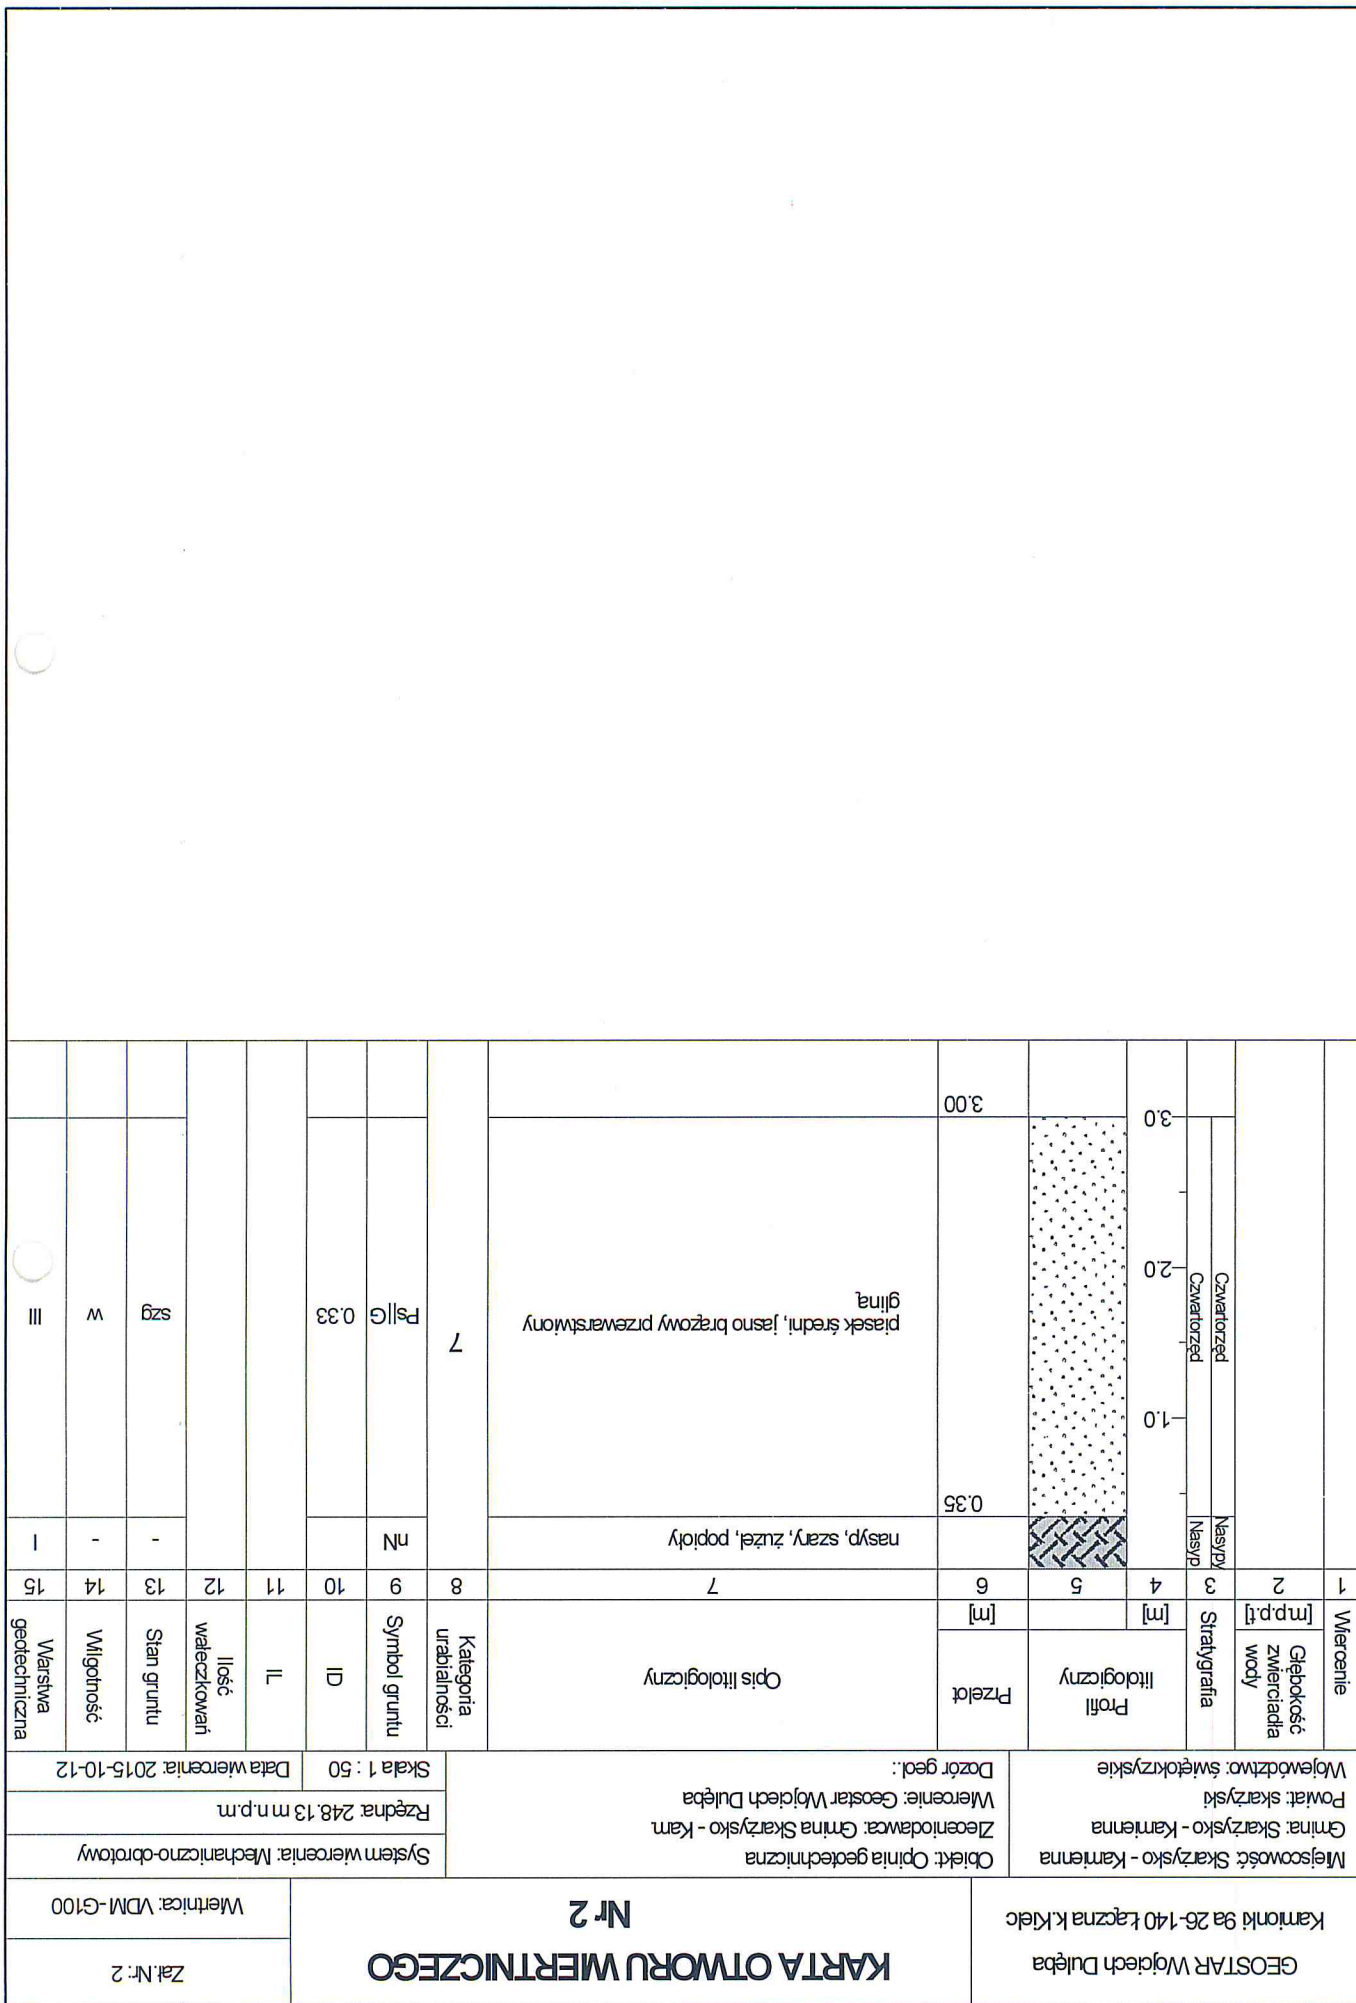 GEOSTAR Wojciech Dulęba
Kamionki 9a 26-140 Łączna k.Kielc
KARTA OTWORU WIERTNICZEGO
Nr 2
Zał.Nr: 2
Wiertnica: VDM-G100
Miejscowość: Skarżysko - Kamienna
Gmina: Skarżysko - Kamienna
Powiat: skarżyski
Województwo: świętokrzyskie
Obiekt: Opinia geotechniczna
Zleceniodawca: Gmina Skarżysko - Kam.
Wiercenie: Geostar Wojciech Dulęba
Dozór geol.:
System wiercenia: Mechaniczno-obrotowy
Rzędna: 248.13 m n.p.m.
Skala 1 : 50
Data wiercenia: 2015-10-12
Wiercenie
Głębokość
zwierciadła
wody
[m.p.p.t]
Stratygrafia
Profil
litologiczny
[m]
Przelot
[m]
Opis litologiczny
Kategoria
urabialności
Symbol gruntu
ID
IL
Ilość
wałeczkowań
Stan gruntu
Wilgotność
Warstwa
geotechniczna
1
2
3
4
5
6
7
8
9
10
11
12
13
14
15
Nasypy
Nasyp
nasyp, szary, żużel, popioły
nN
-
-
I
0.35
1.0
Czwartorzęd
Czwartorzęd
2.0
piasek średni, jasno brązowy przewarstwiony
gliną
7
Ps||G
0.33
szg
w
III
3.0
3.00